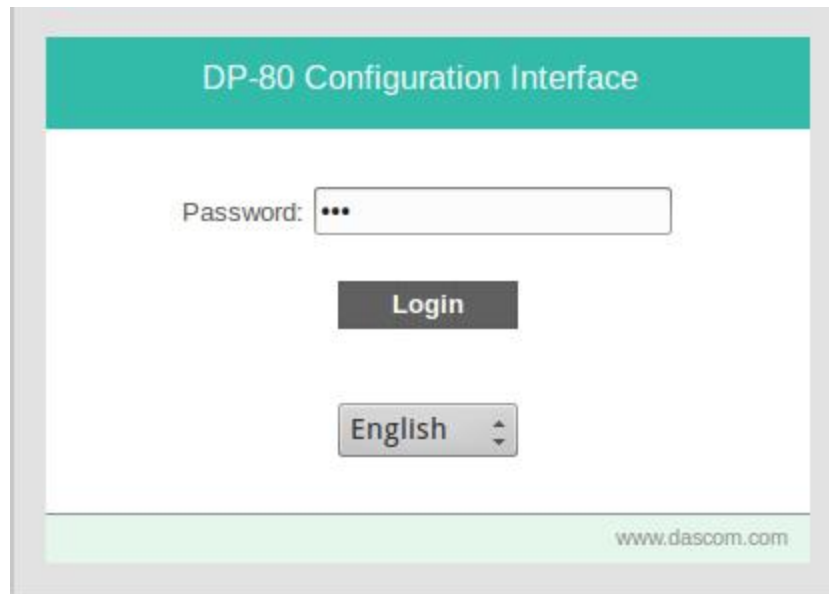 DP-80 Configuration Interface
Password: •••
Login
English
www.dascom.com